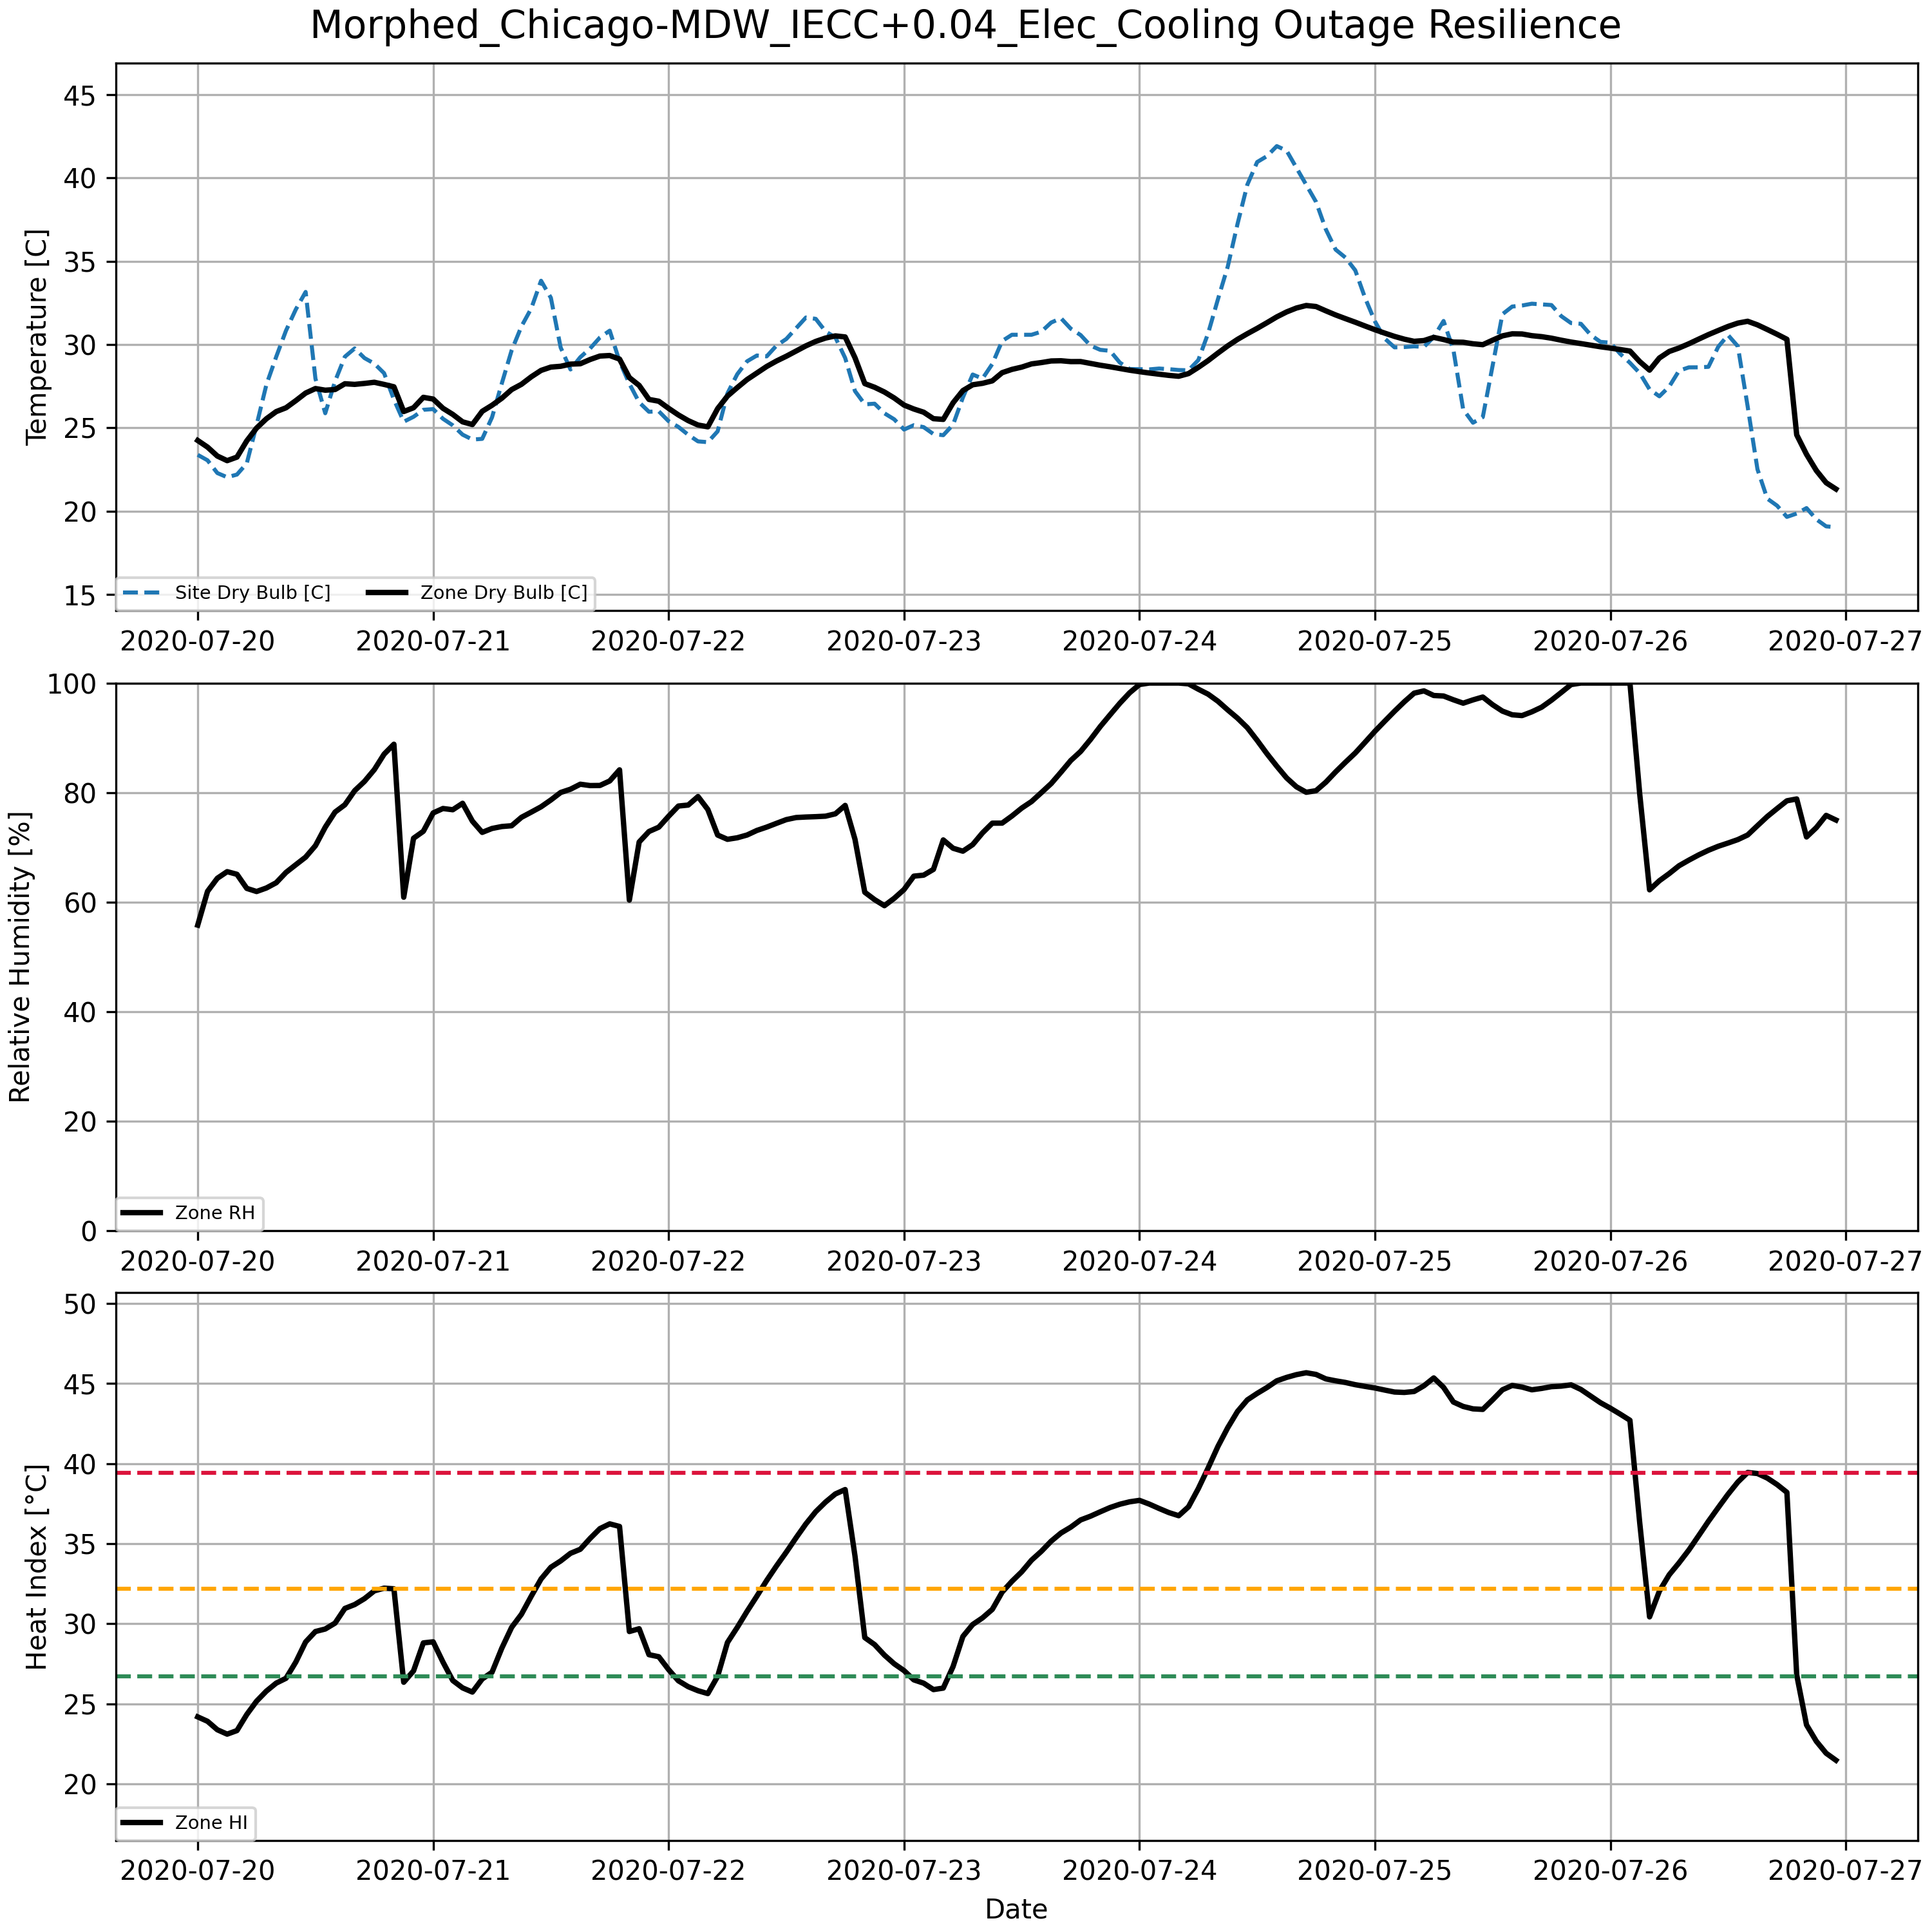 Morphed_Chicago-MDW_IECC+0.04_Elec_Cooling Outage Resilience
Temperature [C]
45
40
35
30
25
20
15
Site Dry Bulb [C] Zone Dry Bulb [C]
2020-07-20 2020-07-21 2020-07-22 2020-07-23 2020-07-24 2020-07-25 2020-07-26 2020-07-27
Relative Humidity [%]
100
80
60
40
20
0
Zone RH
2020-07-20 2020-07-21 2020-07-22 2020-07-23 2020-07-24 2020-07-25 2020-07-26 2020-07-27
Heat Index [°C]
50
45
40
35
30
25
20
Zone HI
2020-07-20 2020-07-21 2020-07-22 2020-07-23 2020-07-24 2020-07-25 2020-07-26 2020-07-27
Date